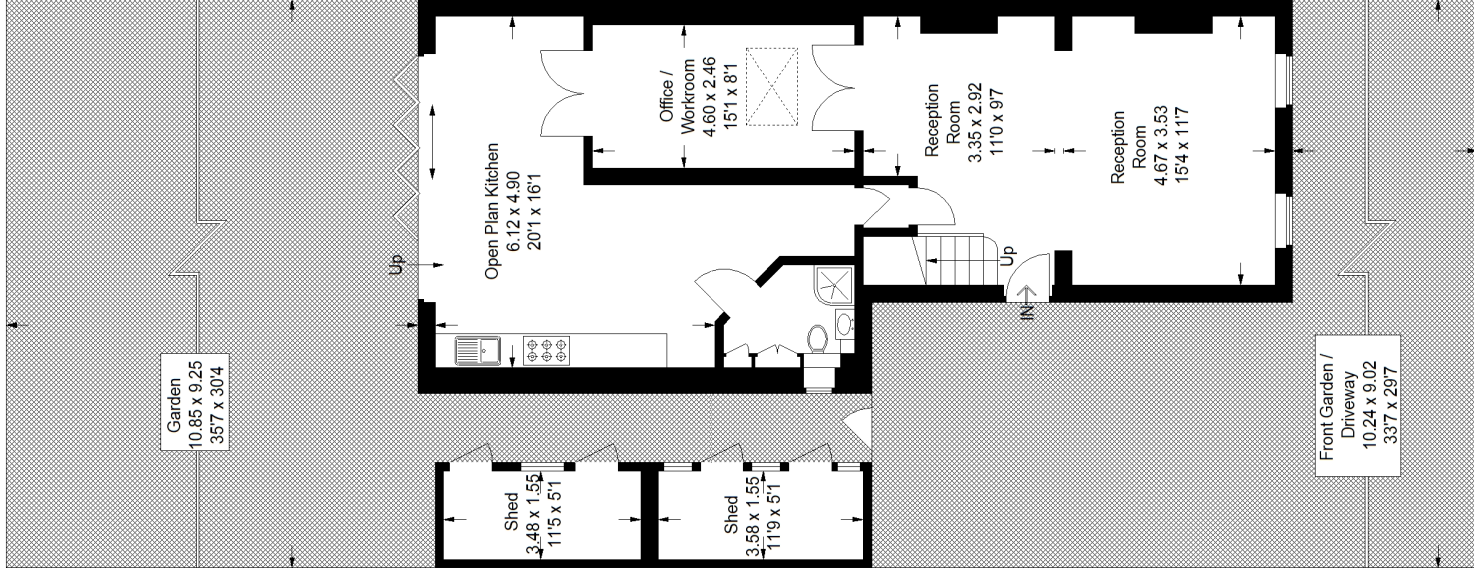 Garden
10.85 x 9.25
35'7 x 30'4
Up
Open Plan Kitchen
6.12 x 4.90
20'1 x 16'1
Office /
Workroom
4.60 x 2.46
15'1 x 8'1
Reception
Room
3.35 x 2.92
11'0 x 9'7
Reception
Room
4.67 x 3.53
15'4 x 11'7
Up
IN
Shed
3.48 x 1.55
11'5 x 5'1
Shed
3.58 x 1.55
11'9 x 5'1
Front Garden /
Driveway
10.24 x 9.02
33'7 x 29'7